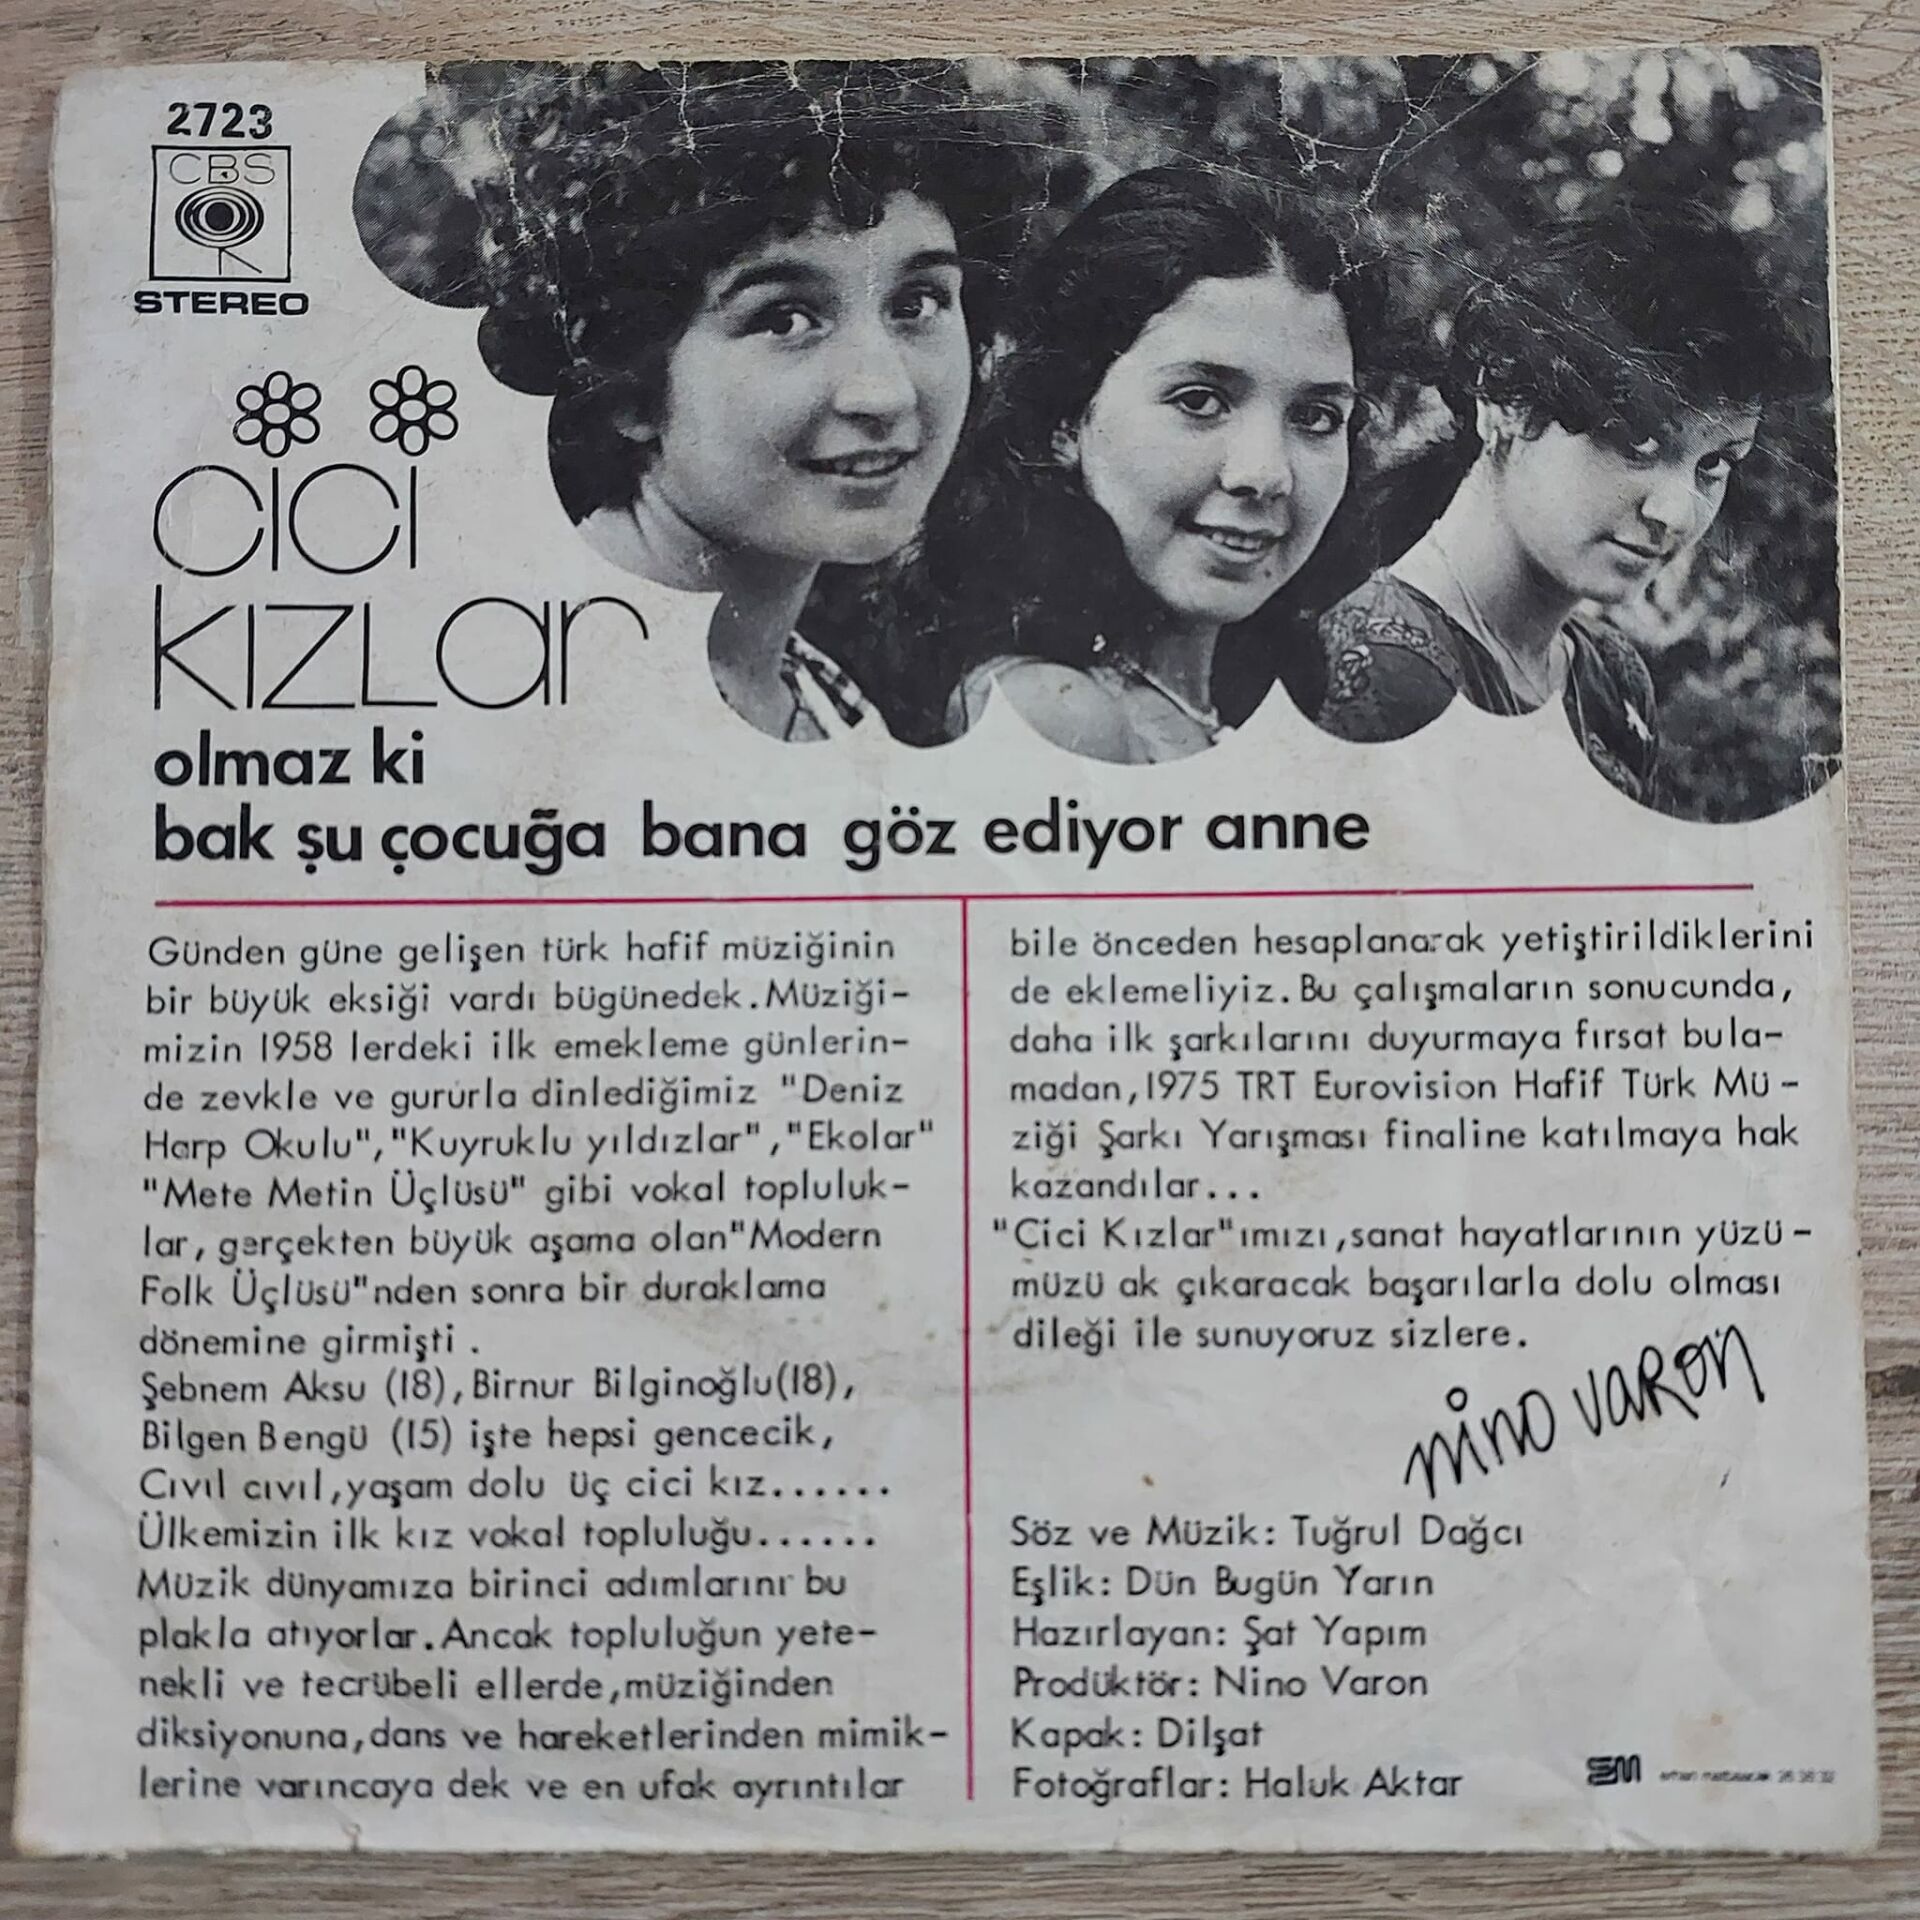 2723
CBS
STEREO
cici
kızlar
olmaz ki
bak şu çocuğa bana göz ediyor anne
Günden güne gelişen türk hafif müziğinin
bir büyük eksiği vardı bügünedek. Müziği-
mizin 1958 lerdeki ilk emekleme günlerin-
de zevkle ve gururla dinlediğimiz "Deniz
Harp Okulu","Kuyruklu yıldızlar","Ekolar"
"Mete Metin Üçlüsü" gibi vokal topluluk-
lar, gerçekten büyük aşama olan"Modern
Folk Üçlüsü"nden sonra bir duraklama
dönemine girmişti .
Şebnem Aksu (18), Birnur Bilginoğlu(18),
Bilgen Bengü (15) işte hepsi gencecik,
Cıvıl cıvıl, yaşam dolu üç cici kız......
Ülkemizin ilk kız vokal topluluğu......
Müzik dünyamıza birinci adımlarını bu
plakla atıyorlar. Ancak topluluğun yete-
nekli ve tecrübeli ellerde, müziğinden
diksiyonuna, dans ve hareketlerinden mimik-
lerine varıncaya dek ve en ufak ayrıntılar
bile önceden hesaplanarak yetiştirildiklerini
de eklemeliyiz. Bu çalışmaların sonucunda,
daha ilk şarkılarını duyurmaya fırsat bula-
madan, 1975 TRT Eurovision Hafif Türk Mü-
ziği Şarkı Yarışması finaline katılmaya hak
kazandılar...
"Cici Kızlar"ımızı, sanat hayatlarının yüzü-
müzü ak çıkaracak başarılarla dolu olması
dileği ile sunuyoruz sizlere.
nino varon
Söz ve Müzik: Tuğrul Dağcı
Eşlik: Dün Bugün Yarın
Hazırlayan: Şat Yapım
Prodüktör: Nino Varon
Kapak: Dilşat
Fotoğraflar: Haluk Aktar